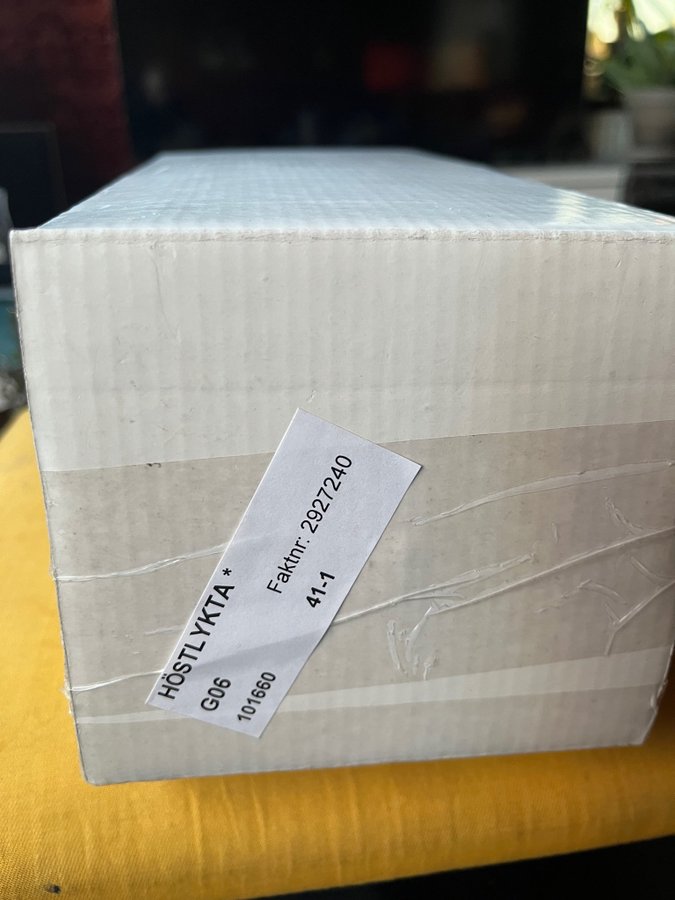 HÖSTLYKTA *
G06
101660
Faktnr: 2927240
41-1